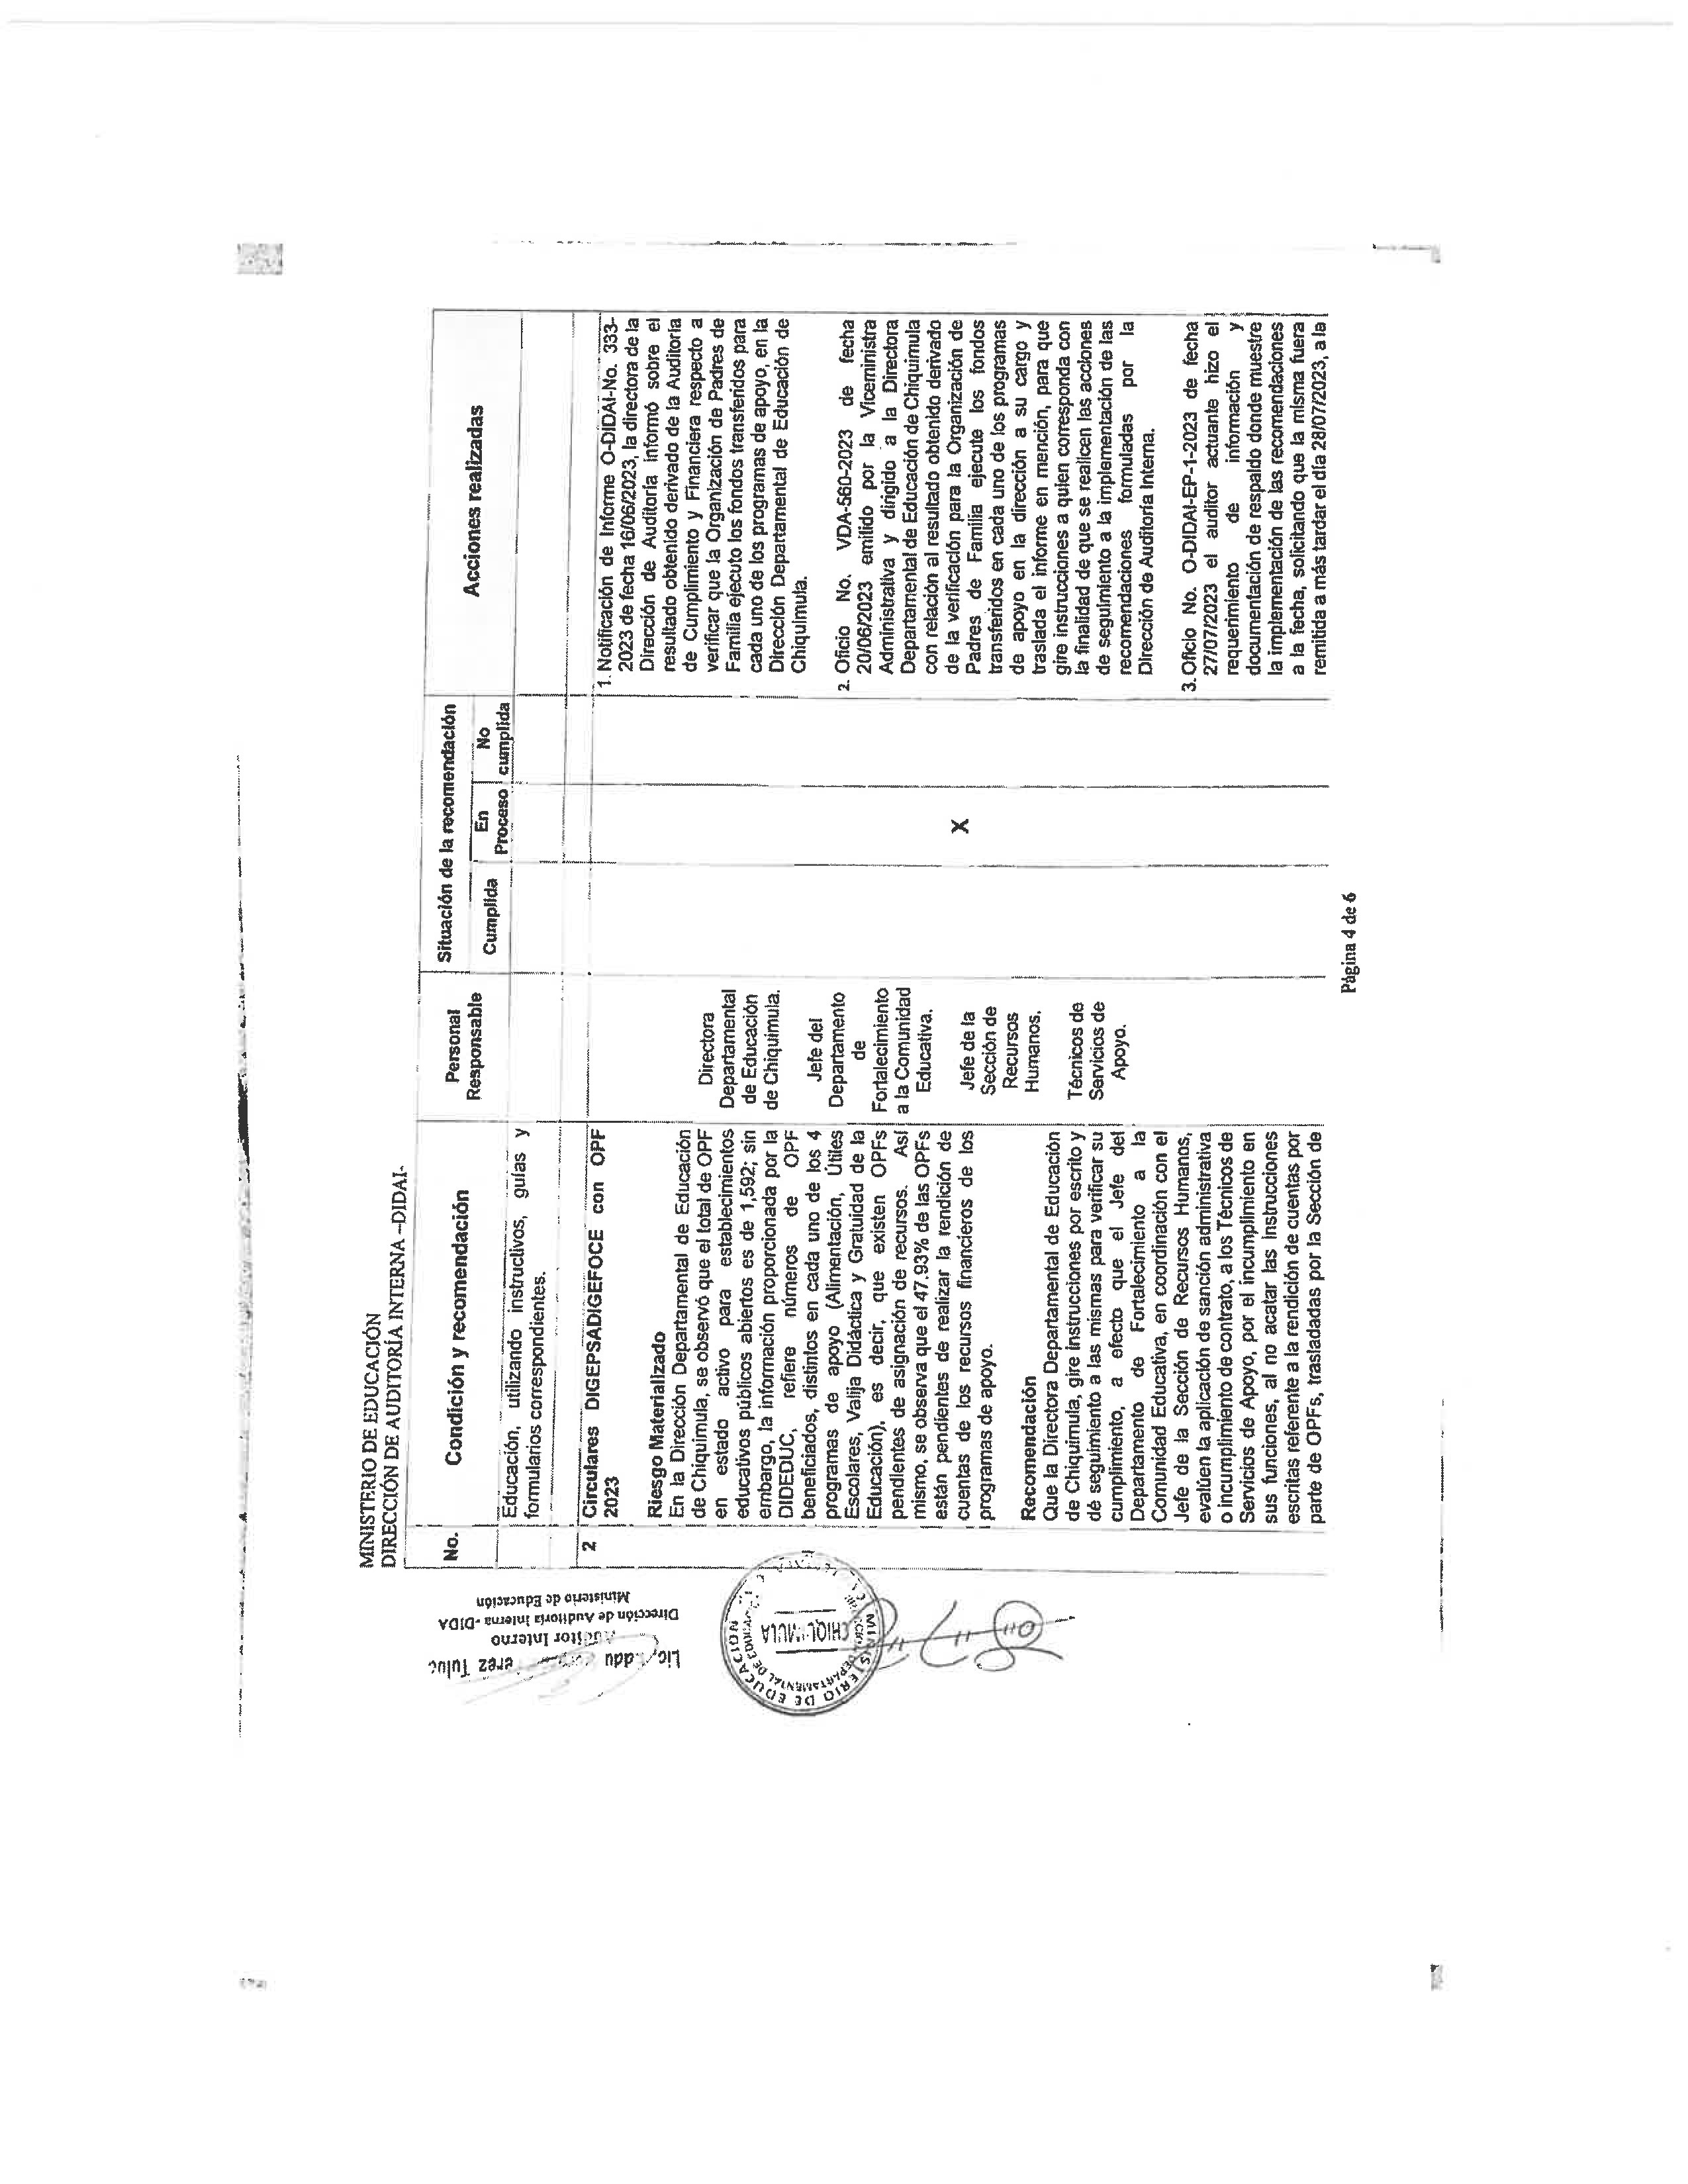 MINISTERIO DE EDUCACIÓN
DIRECCIÓN DE AUDITORÍA INTERNA –DIDAI-
No.
Condición y recomendación
Personal
Responsable
Situación de la recomendación
Cumplida
En
Proceso
No
cumplida
Acciones realizadas
Educación, utilizando instructivos, guías y
formularios correspondientes.
2
Circulares DIGEPSADIGEFOCE con OPF
2023
Riesgo Materializado
En la Dirección Departamental de Educación
de Chiquimula, se observó que el total de OPF
en estado activo para establecimientos
educativos públicos abiertos es de 1,592; sin
embargo, la información proporcionada por la
DIDEDUC, refiere números de OPF
beneficiados, distintos en cada uno de los 4
programas de apoyo (Alimentación, Útiles
Escolares, Valija Didáctica y Gratuidad de la
Educación), es decir, que existen OPFs
pendientes de asignación de recursos. Así
mismo, se observa que el 47.93% de las OPFs
están pendientes de realizar la rendición de
cuentas de los recursos financieros de los
programas de apoyo.
Recomendación
Que la Directora Departamental de Educación
de Chiquimula, gire instrucciones por escrito y
dé seguimiento a las mismas para verificar su
cumplimiento, a efecto que el Jefe del
Departamento de Fortalecimiento a la
Comunidad Educativa, en coordinación con el
Jefe de la Sección de Recursos Humanos,
evalúen la aplicación de sanción administrativa
o incumplimiento de contrato, a los Técnicos de
Servicios de Apoyo, por el incumplimiento en
sus funciones, al no acatar las instrucciones
escritas referente a la rendición de cuentas por
parte de OPFs, trasladadas por la Sección de
Directora
Departamental
de Educación
de Chiquimula.
Jefe del
Departamento
de
Fortalecimiento
a la Comunidad
Educativa.
Jefe de la
Sección de
Recursos
Humanos.
Técnicos de
Servicios de
Apoyo.
X
1. Notificación de Informe O-DIDAI-No. 333-
2023 de fecha 16/06/2023, la directora de la
Dirección de Auditoría informó sobre el
resultado obtenido derivado de la Auditoría
de Cumplimiento y Financiera respecto a
verificar que la Organización de Padres de
Familia ejecuto los fondos transferidos para
cada uno de los programas de apoyo, en la
Dirección Departamental de Educación de
Chiquimula.
2. Oficio No. VDA-560-2023 de fecha
20/06/2023 emitido por la Viceministra
Administrativa y dirigido a la Directora
Departamental de Educación de Chiquimula
con relación al resultado obtenido derivado
de la verificación para la Organización de
Padres de Familia ejecute los fondos
transferidos en cada uno de los programas
de apoyo en la dirección a su cargo y
traslada el informe en mención, para que
gire instrucciones a quien corresponda con
la finalidad de que se realicen las acciones
de seguimiento a la implementación de las
recomendaciones formuladas por la
Dirección de Auditoría Interna.
3. Oficio No. O-DIDAI-EP-1-2023 de fecha
27/07/2023 el auditor actuante hizo el
requerimiento de información y
documentación de respaldo donde muestre
la implementación de las recomendaciones
a la fecha, solicitando que la misma fuera
remitida a más tardar el día 28/07/2023, a la
Página 4 de 6
Lic. Tuluc
Auditor Interno
Dirección de Auditoría Interna -DIDA
Ministerio de Educación
MINISTERIO DE EDUCACION
DEPARTAMENTAL DE EDUCACION
CHIQUIMULA